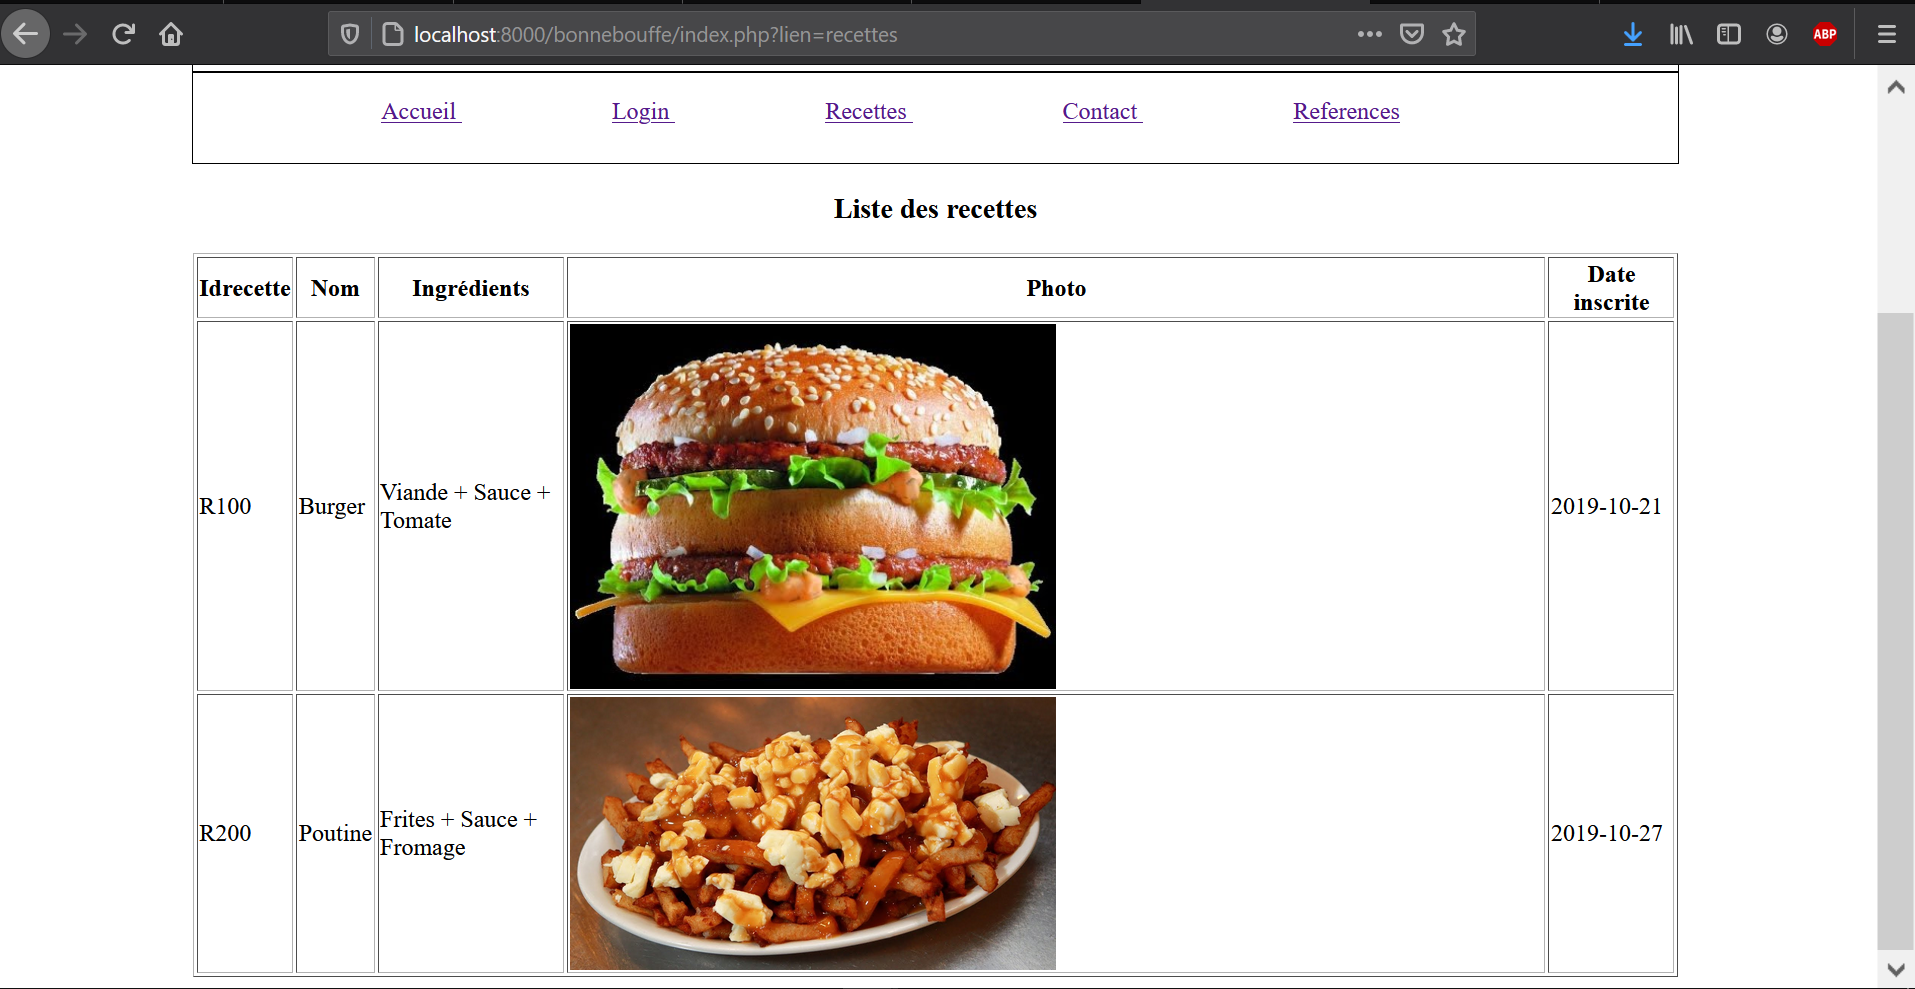 localhost:8000/bonnebouffe/index.php?lien=recettes
ABP
Accueil Login Recettes Contact References
Liste des recettes
Idrecette Nom Ingrédients Photo Date
inscrite
R100 Burger Viande + Sauce +
Tomate
2019-10-21
R200 Poutine Frites + Sauce +
Fromage
2019-10-27